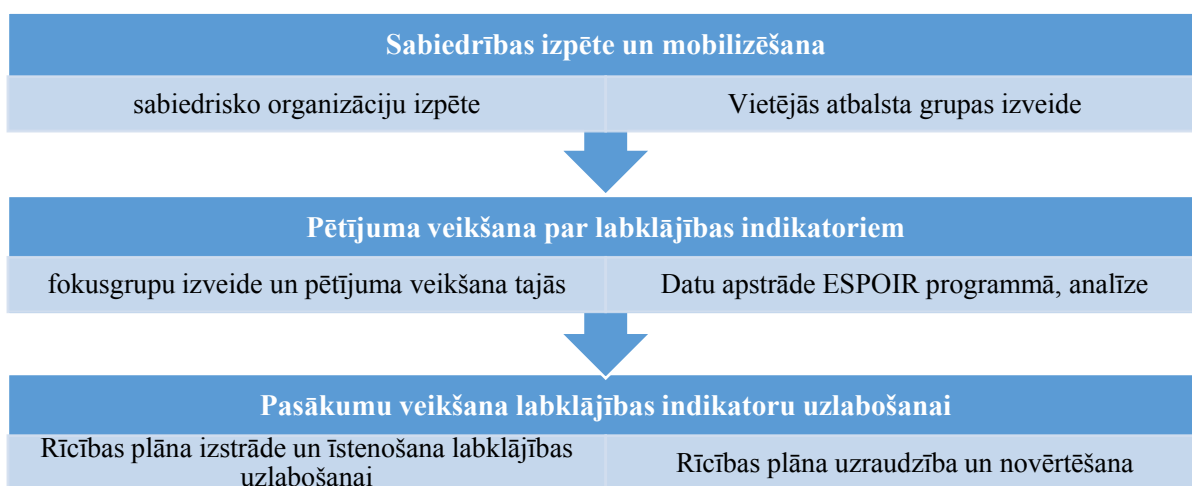 Sabiedrības izpēte un mobilizēšana
sabiedrisko organizāciju izpēte
Vietējās atbalsta grupas izveide
Pētījuma veikšana par labklājības indikatoriem
fokusgrupu izveide un pētījuma veikšana tajās
Datu apstrāde ESPOIR programmā, analīze
Pasākumu veikšana labklājības indikatoru uzlabošanai
Rīcības plāna izstrāde un īstenošana labklājības
uzlabošanai
Rīcības plāna uzraudzība un novērtēšana